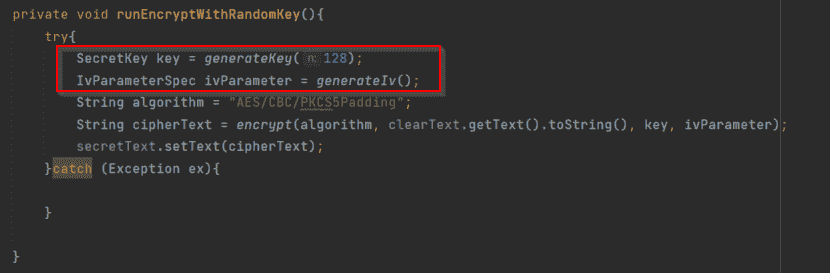 private void runEncryptWithRandomKey(){
try{
SecretKey key = generateKey( n: 128);
IvParameterSpec ivParameter = generateIv();
String algorithm = "AES/CBC/PKCS5Padding";
String cipherText = encrypt(algorithm, clearText.getText().toString(), key, ivParameter);
secretText.setText(cipherText);
}catch (Exception ex){
}
}